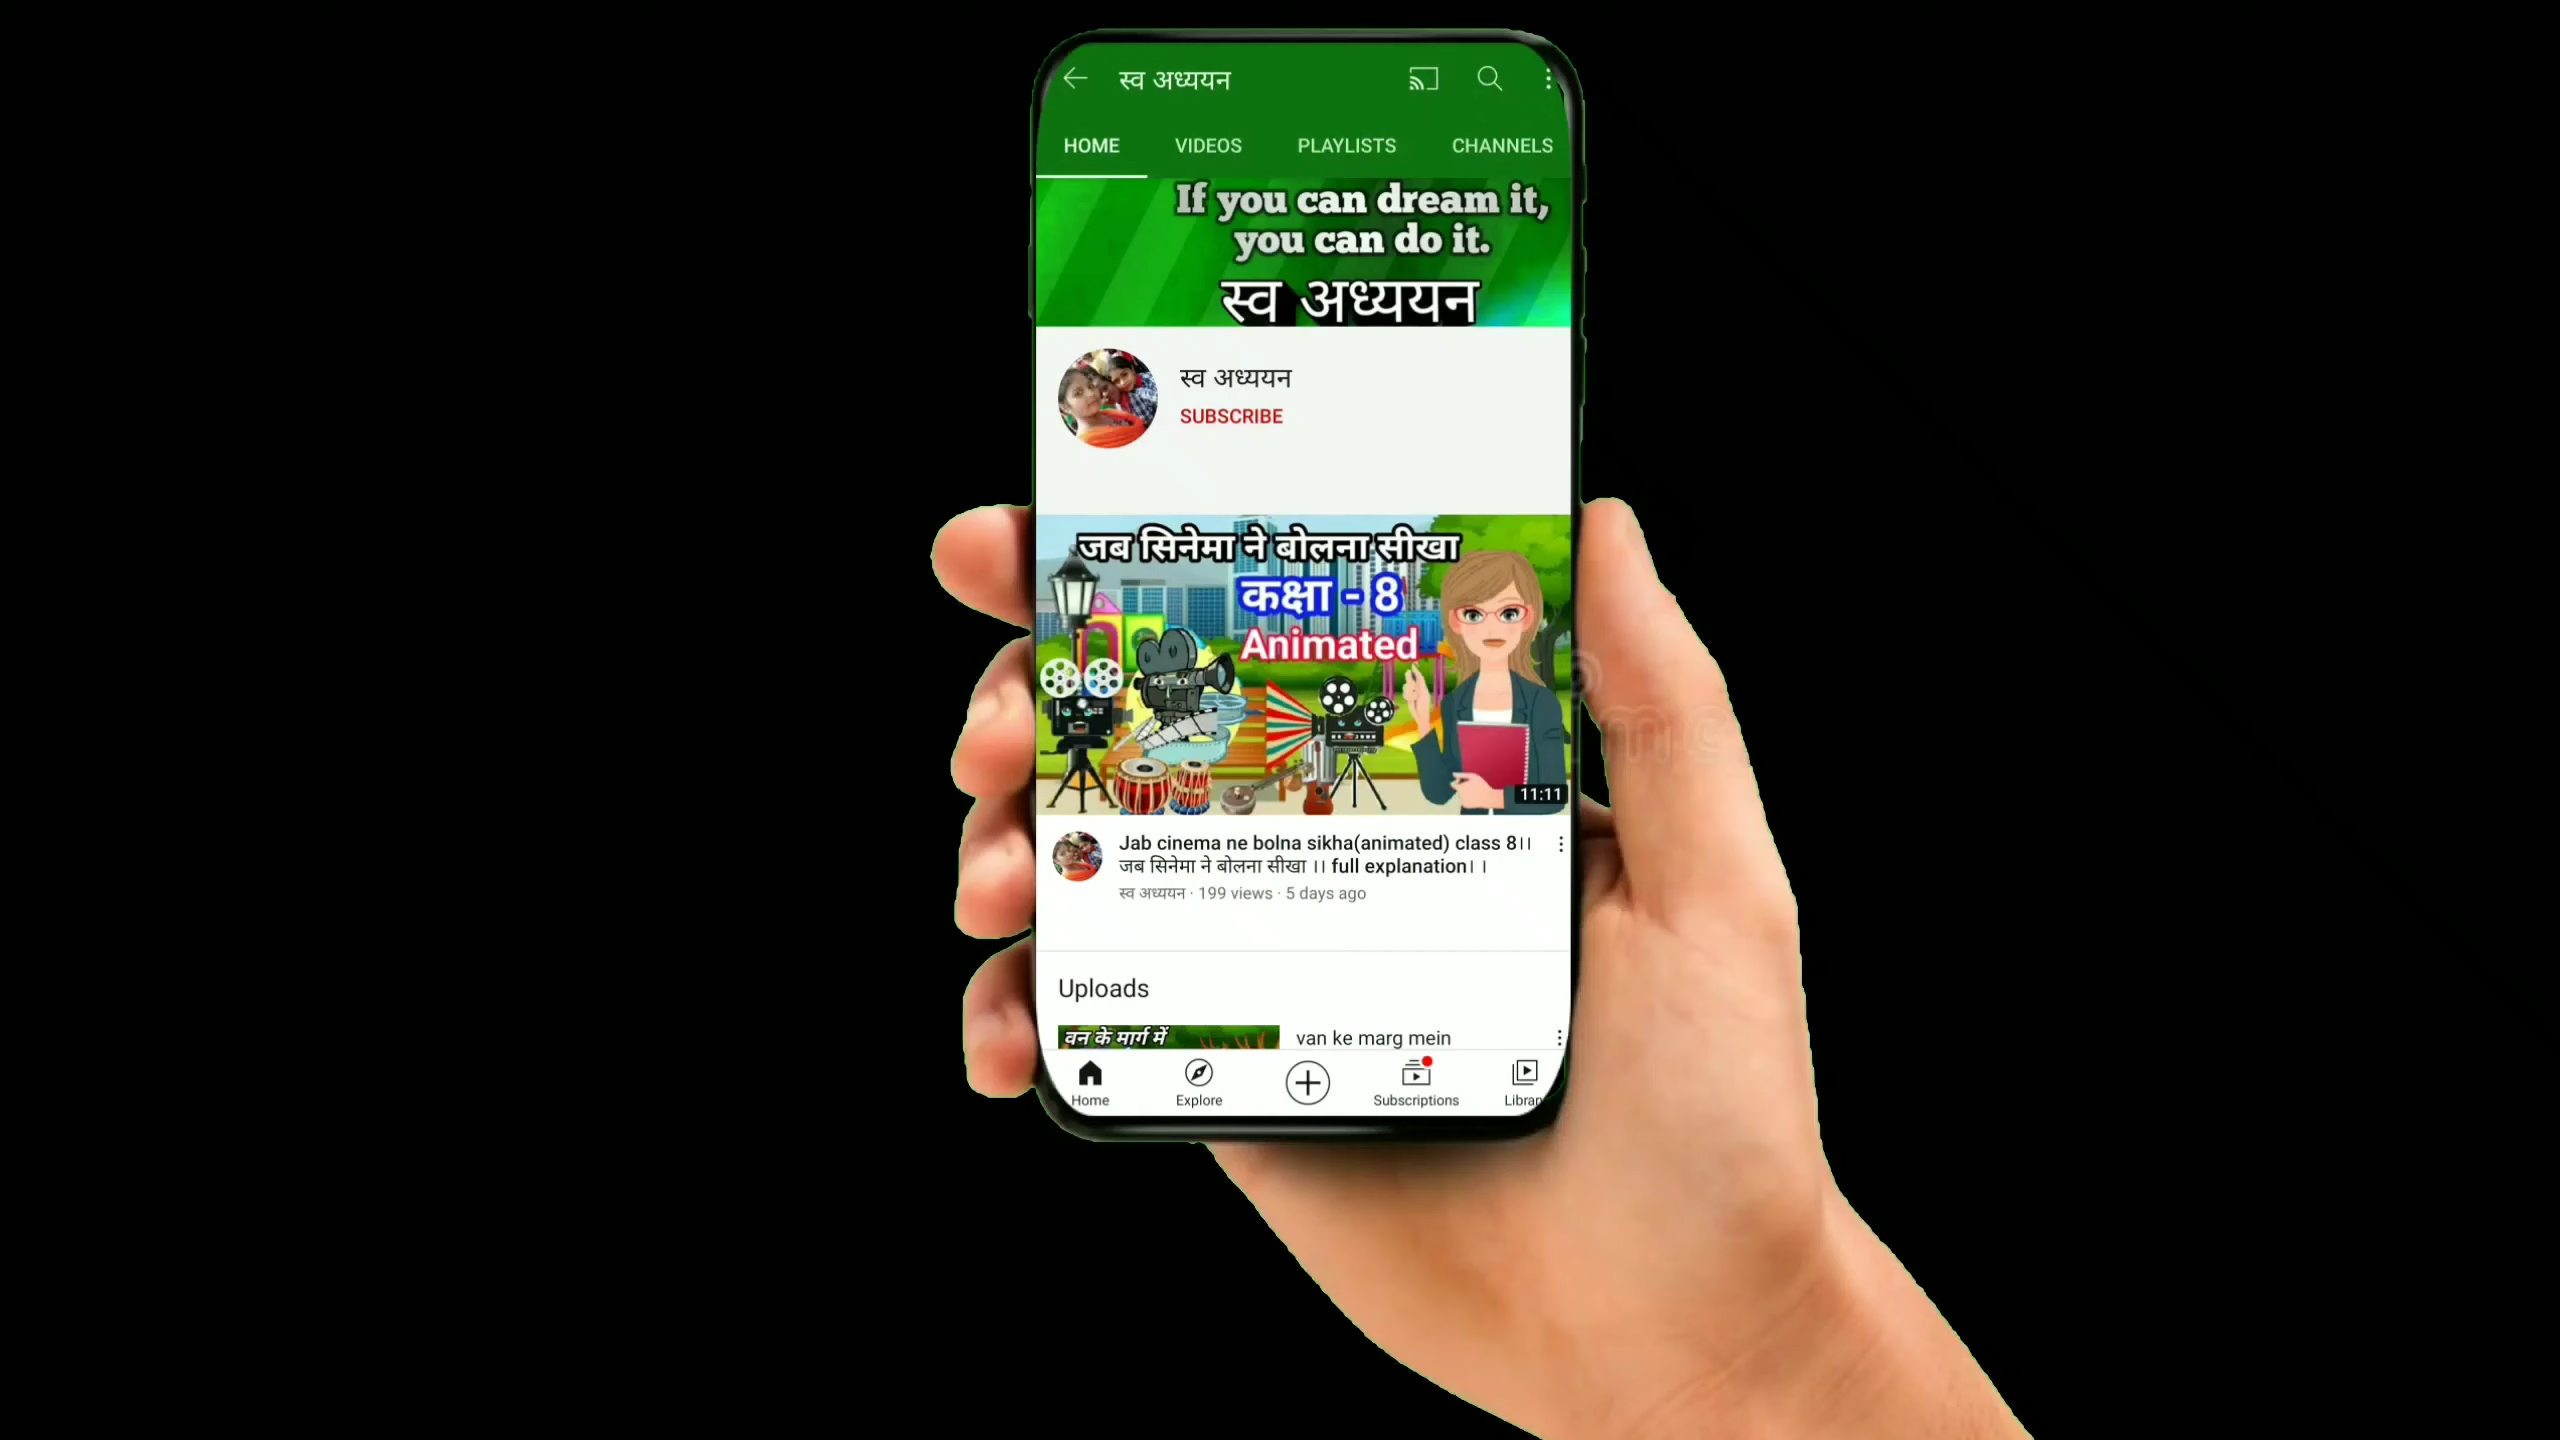 स्व अध्ययन
HOME VIDEOS PLAYLISTS CHANNELS
If you can dream it,
you can do it.
स्व अध्ययन
स्व अध्ययन
SUBSCRIBE
जब सिनेमा ने बोलना सीखा
कक्षा - 8
Animated
11:11
Jab cinema ne bolna sikha(animated) class 8।।
जब सिनेमा ने बोलना सीखा ।। full explanation।।
स्व अध्ययन · 199 views · 5 days ago
Uploads
वन के मार्ग में
van ke marg mein
Home Explore Subscriptions Librar